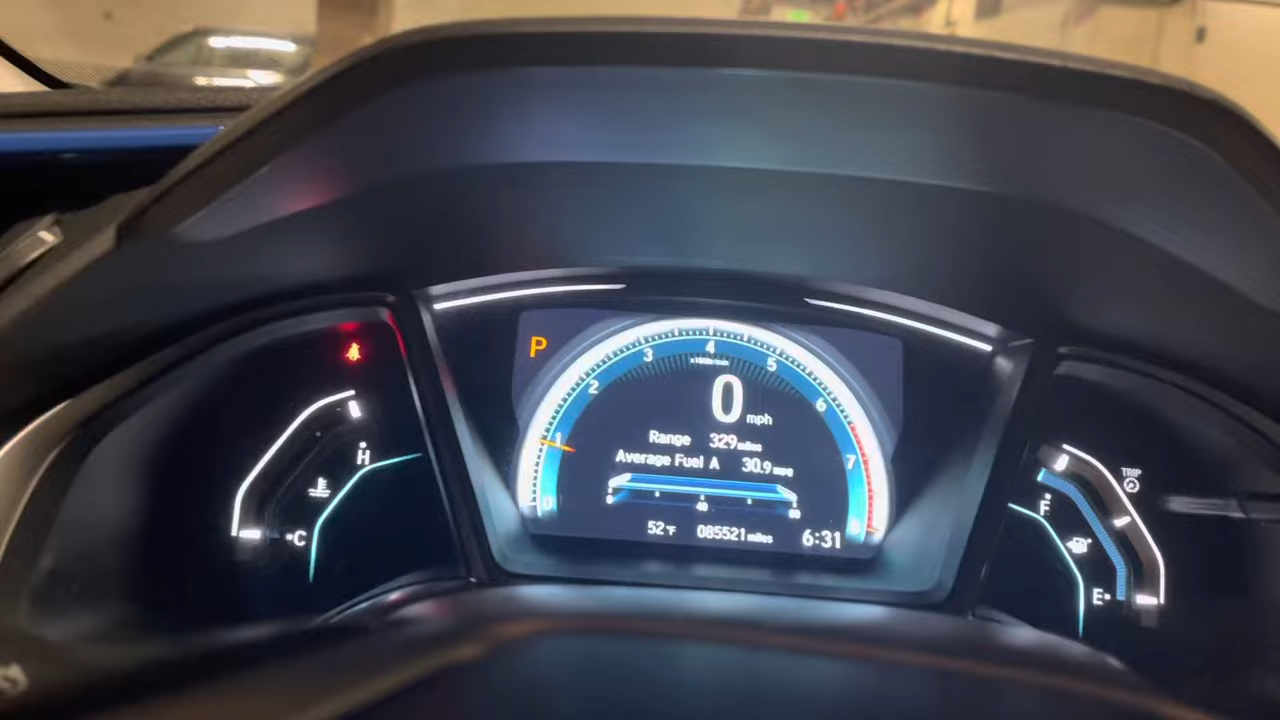 P
0 1 2 3 4 5 6 7 8
x1000r/min
0 mph
Range 329 miles
Average Fuel A 30.9 mpg
0 40 80
52°F 085521 miles 6:31
H
C
TRIP
F
E